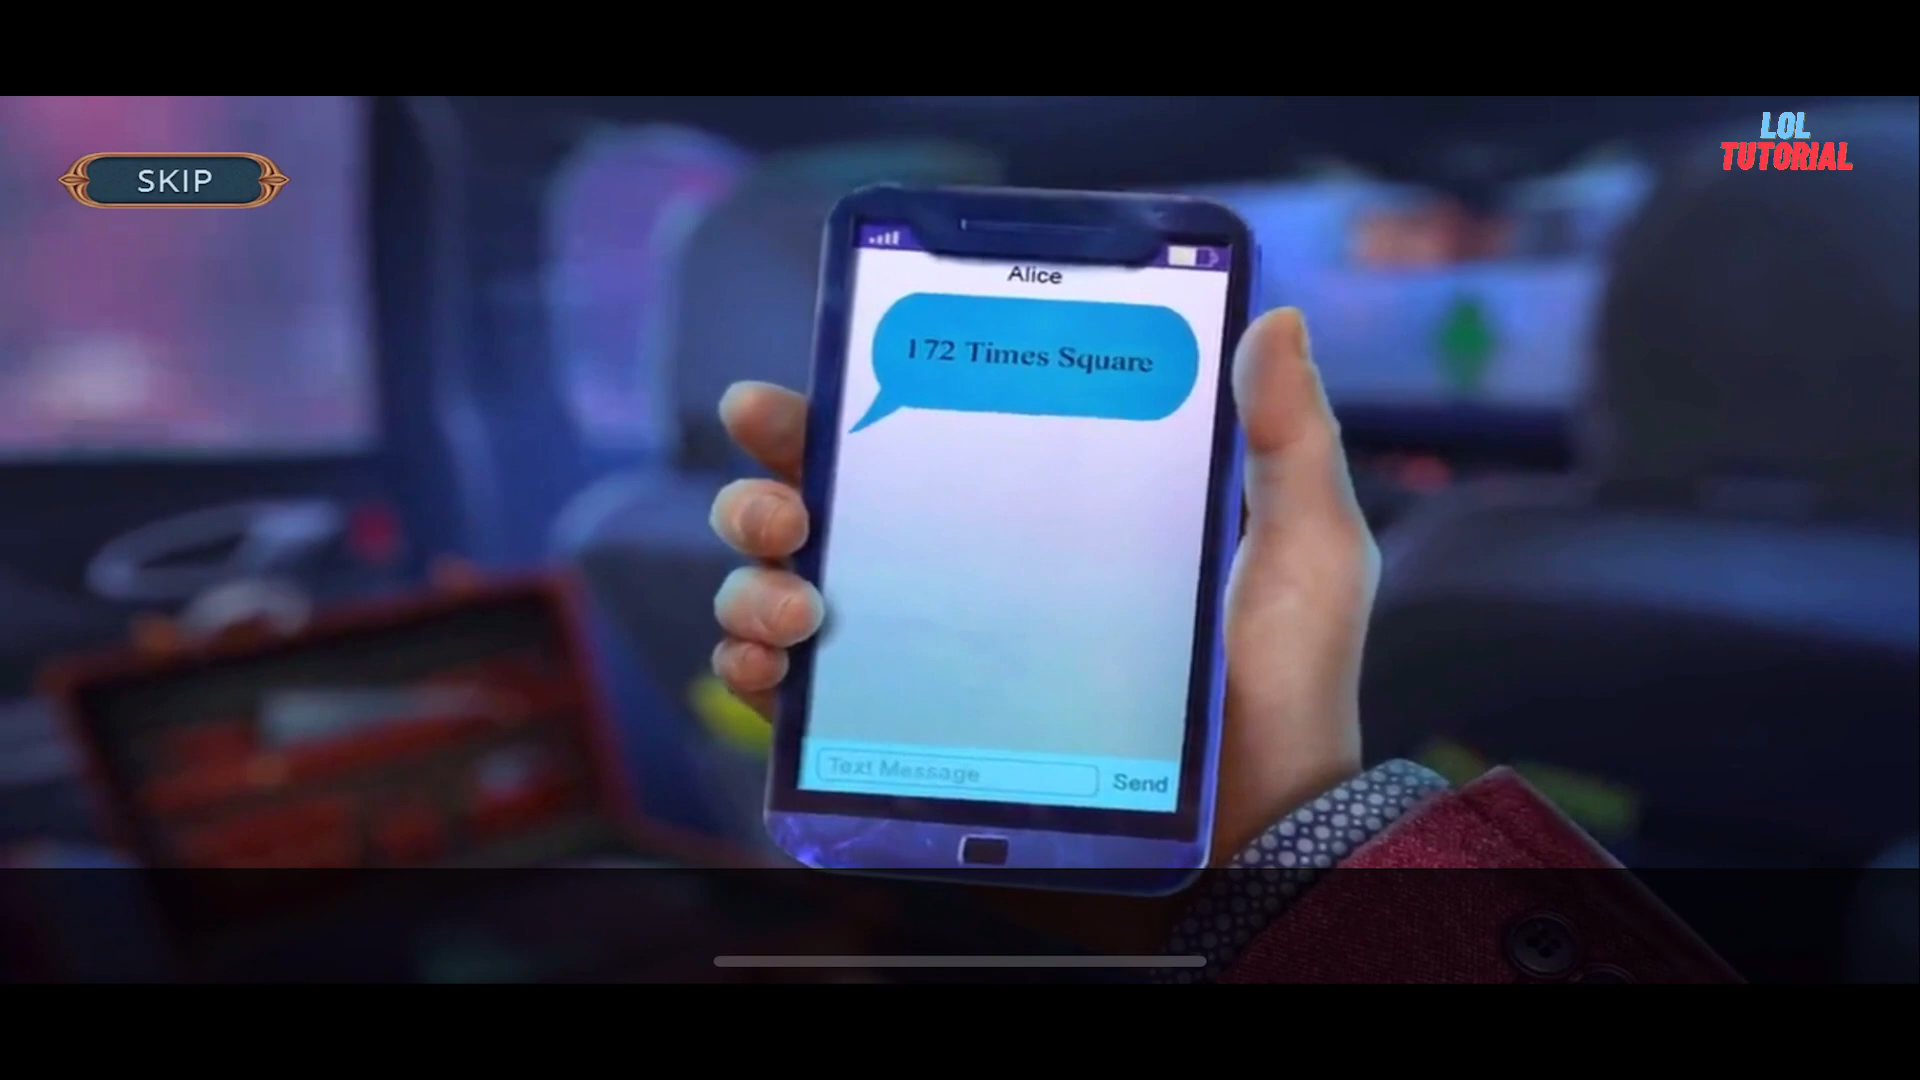 SKIP
LOL
TUTORIAL
Alice
172 Times Square
Text Message
Send